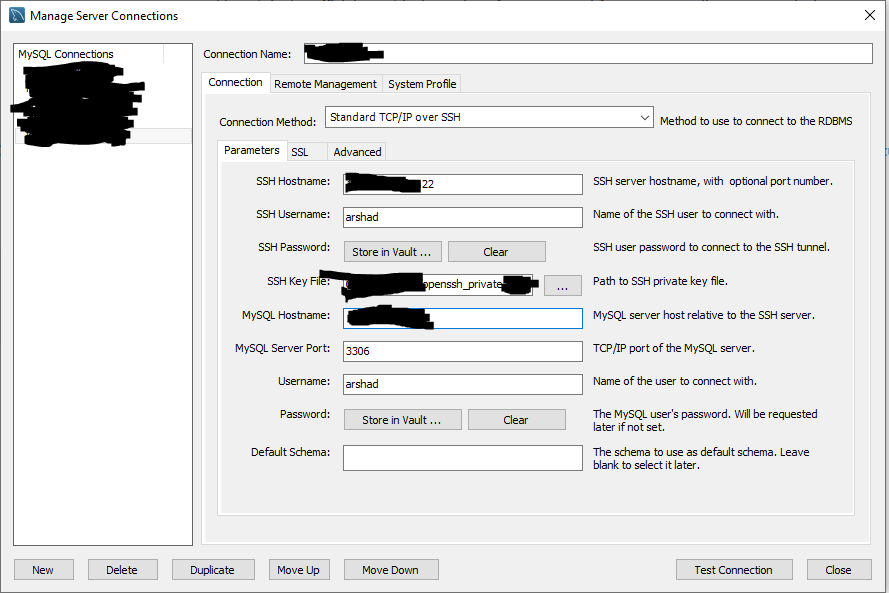 Manage Server Connections
MySQL Connections
Connection Name:
Connection Remote Management System Profile
Connection Method: Standard TCP/IP over SSH Method to use to connect to the RDBMS
Parameters SSL Advanced
SSH Hostname: 22 SSH server hostname, with optional port number.
SSH Username: arshad Name of the SSH user to connect with.
SSH Password: Store in Vault ... Clear SSH user password to connect to the SSH tunnel.
SSH Key File: openssh_private ... Path to SSH private key file.
MySQL Hostname: MySQL server host relative to the SSH server.
MySQL Server Port: 3306 TCP/IP port of the MySQL server.
Username: arshad Name of the user to connect with.
Password: Store in Vault ... Clear The MySQL user's password. Will be requested
later if not set.
Default Schema: The schema to use as default schema. Leave
blank to select it later.
New Delete Duplicate Move Up Move Down Test Connection Close